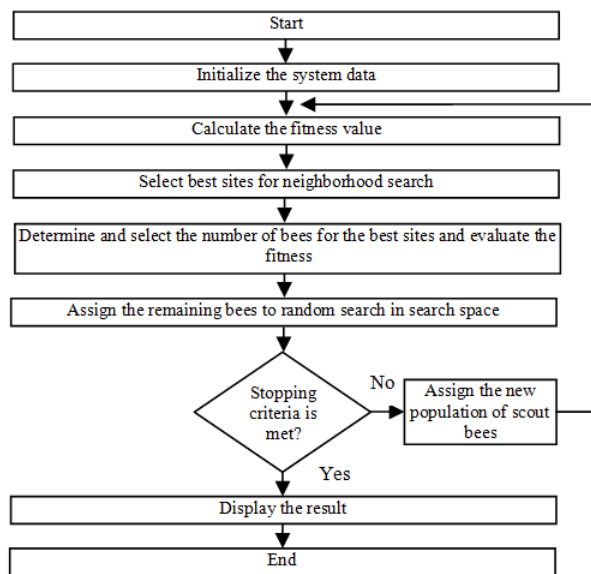 Start
Initialize the system data
Calculate the fitness value
Select best sites for neighborhood search
Determine and select the number of bees for the best sites and evaluate the
fitness
Assign the remaining bees to random search in search space
Stopping
criteria is
met?
No
Assign the new
population of scout
bees
Yes
Display the result
End